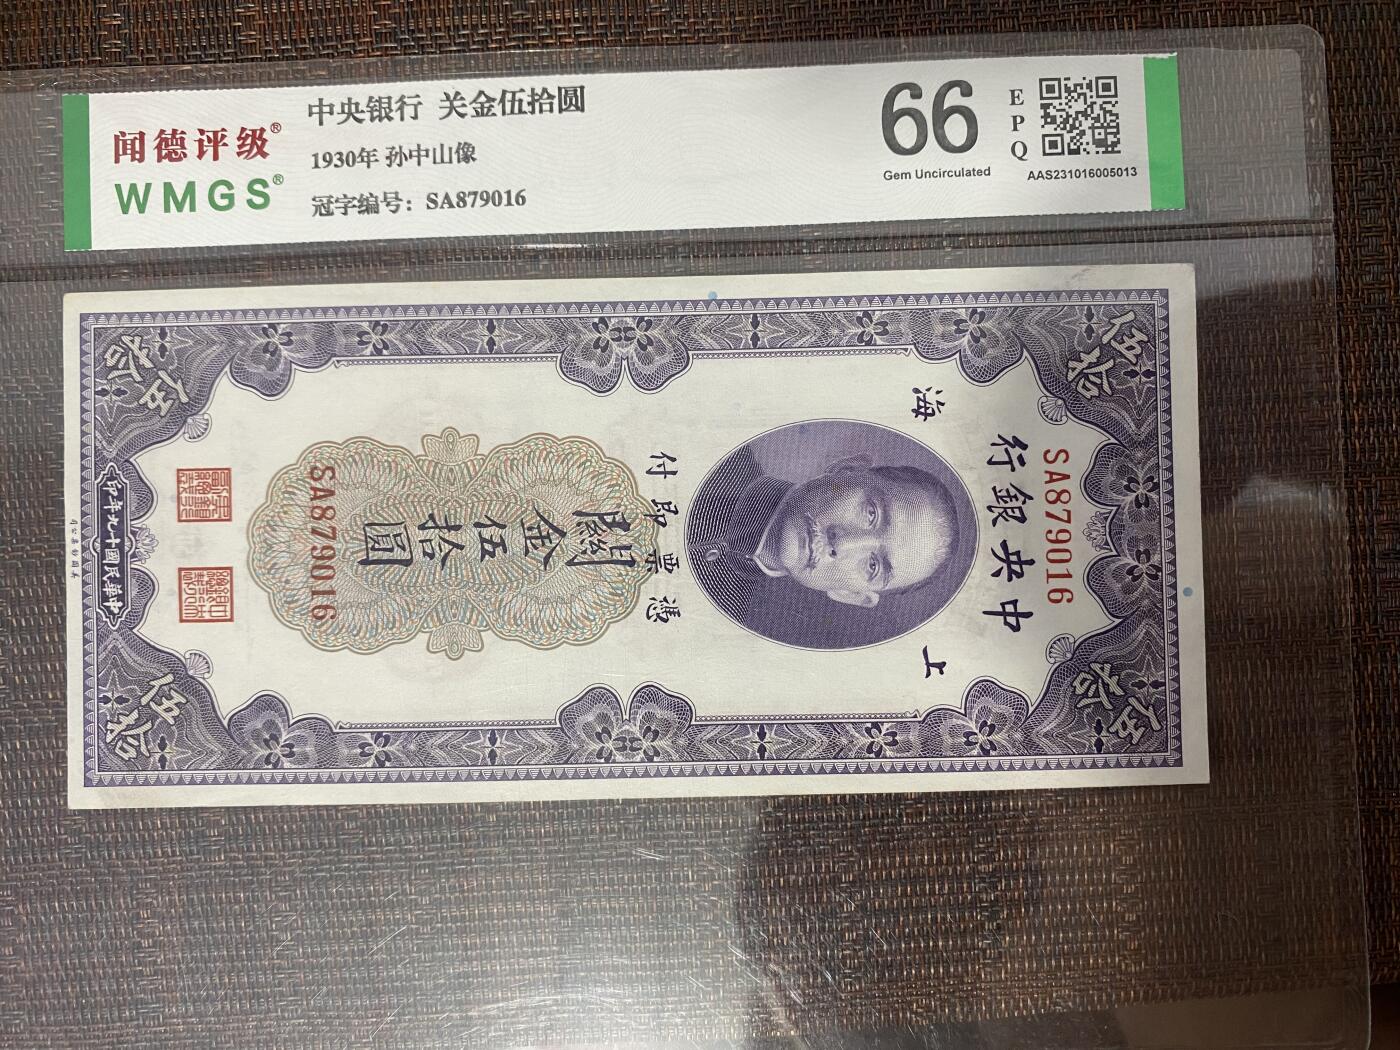 闻德评级®
WMGS®
中央银行 关金伍拾圆
1930年 孙中山像
冠字编号：SA879016
66
Gem Uncirculated
EPQ
AAS231016005013
伍拾
伍拾
SA879016
中央銀行
上海
憑票即付
關金伍拾圓
SA879016
中華民國十九年印
伍拾
伍拾